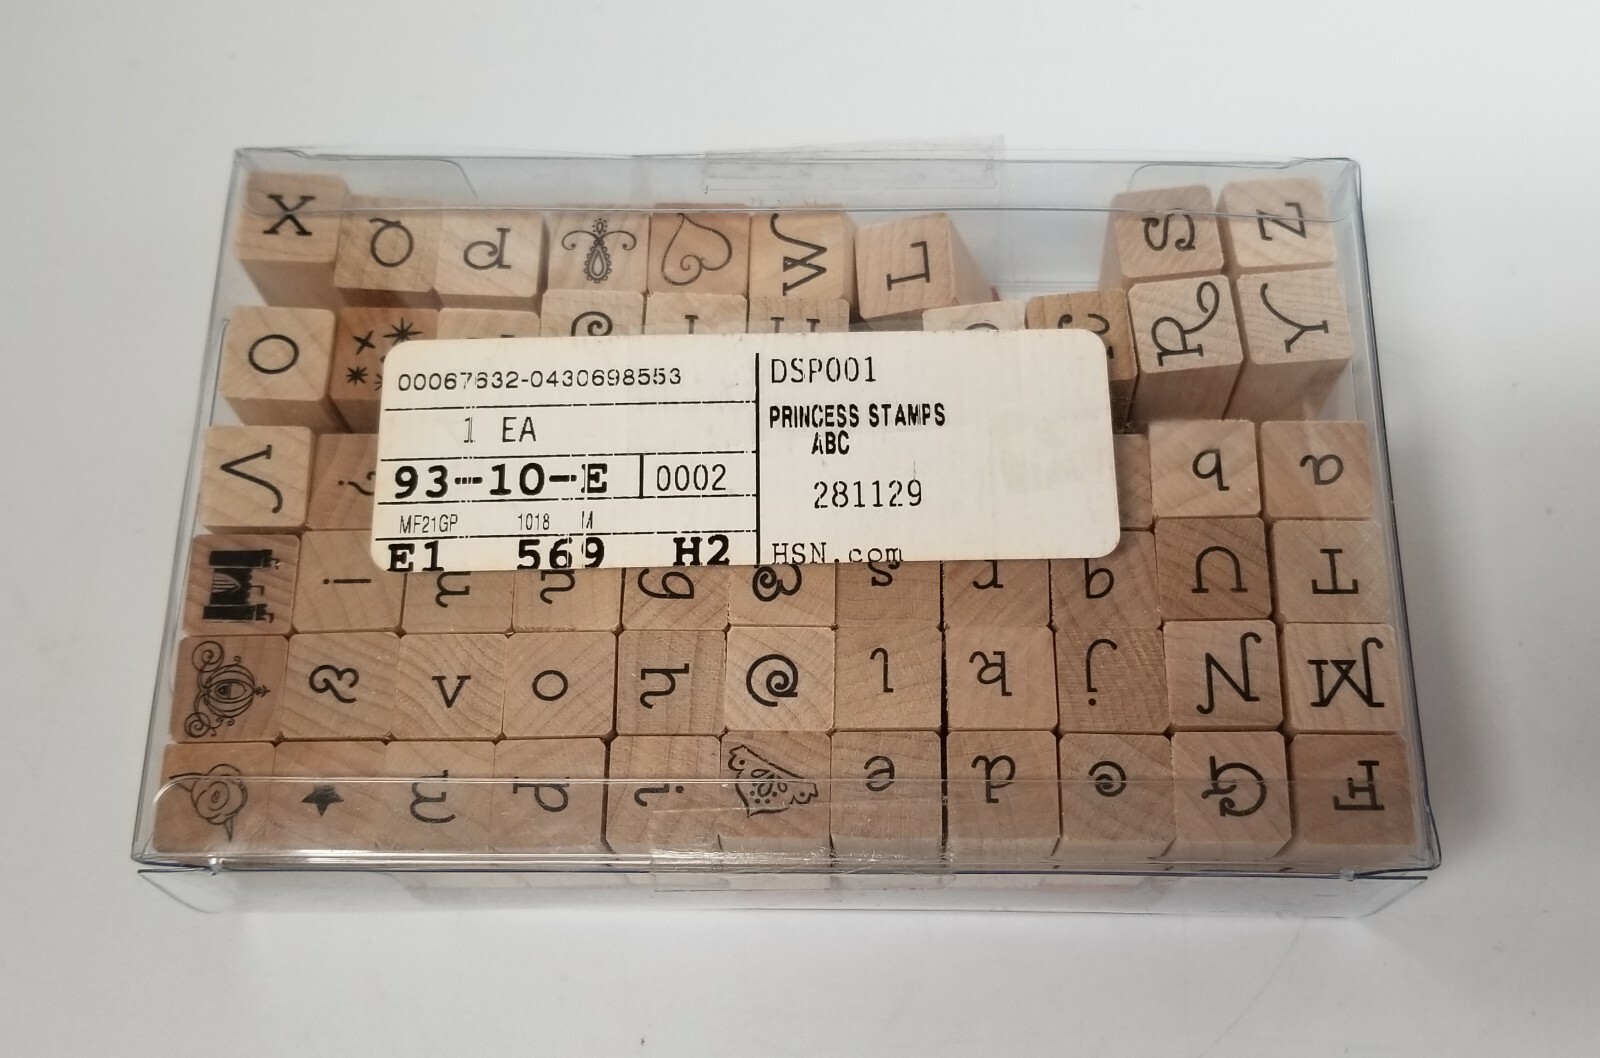 X Q d W L S Z
O R Y
00067632-0430698553
1 EA
93-10-E 0002
MF21GP 1018 M
E1 569 H2
DSP001
PRINCESS STAMPS
ABC
281129
HSN.com
V b a
i g s r U T
& v o h @ l k j N M
m e d e G F